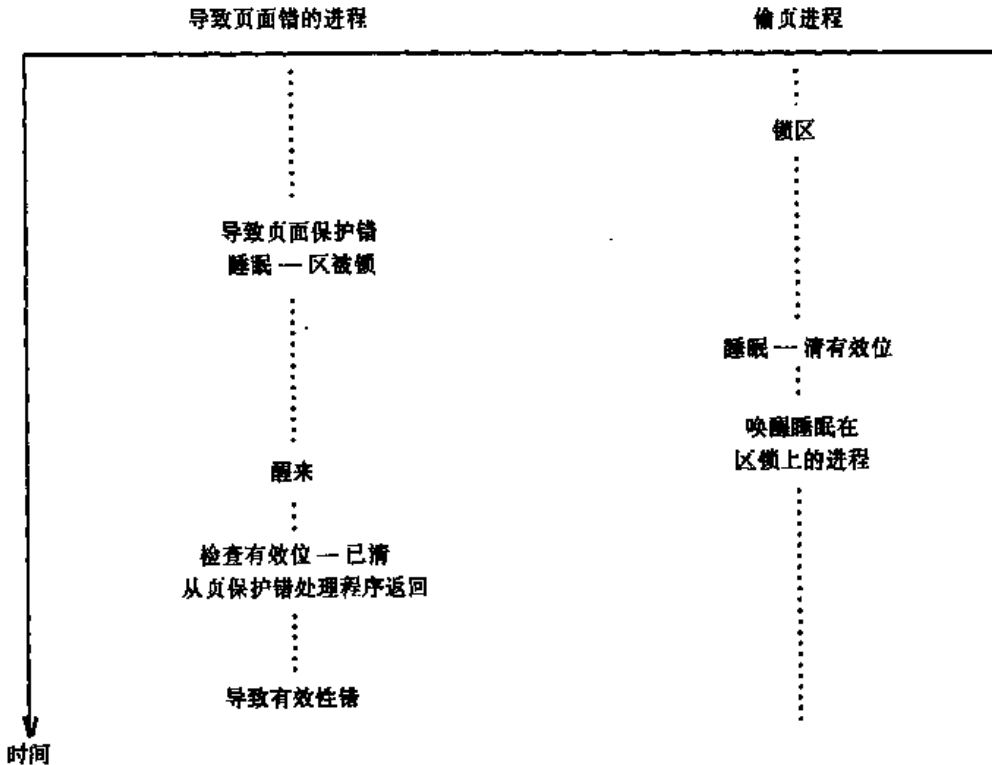 导致页面错的进程
偷页进程
锁区
导致页面保护错
睡眠 — 区被锁
睡眠 — 清有效位
唤醒睡眠在
区锁上的进程
醒来
检查有效位 — 已清
从页保护错处理程序返回
导致有效性错
时间